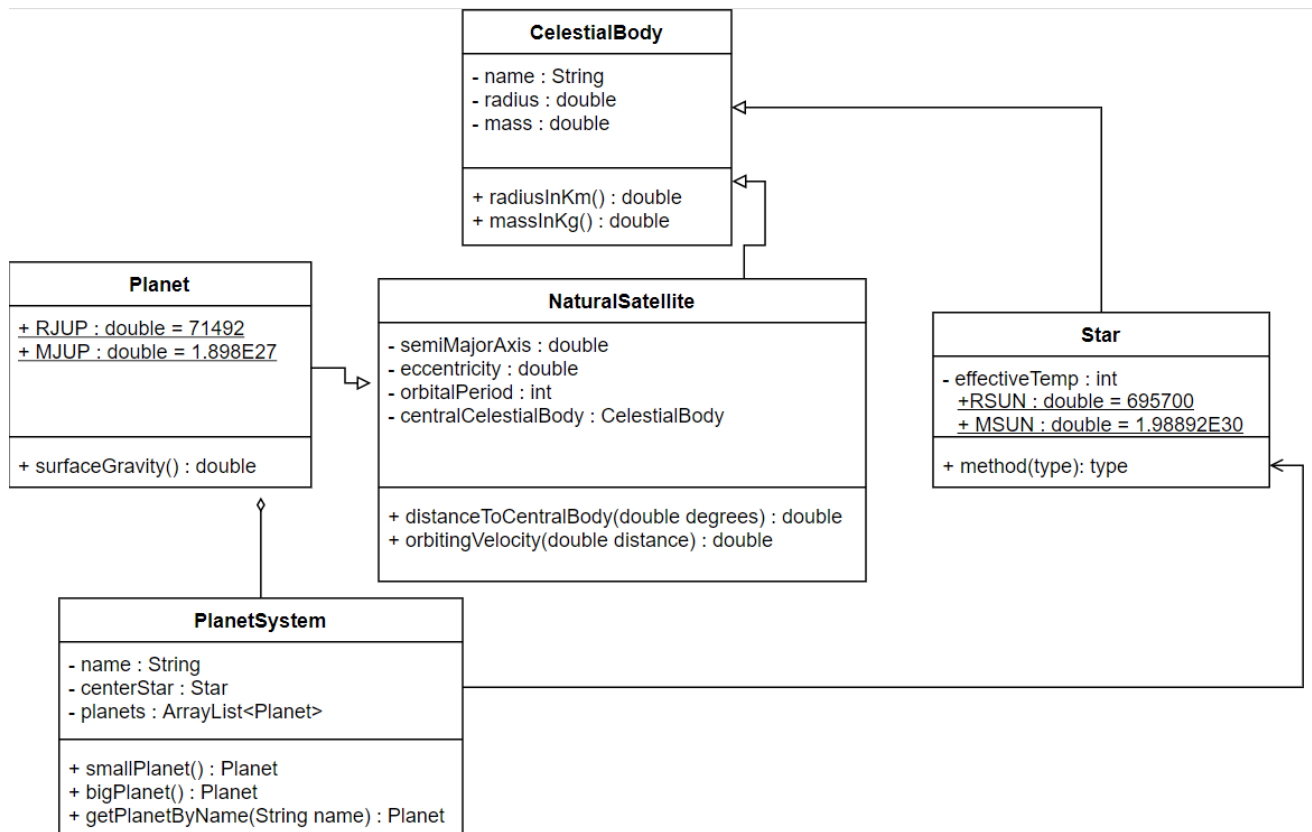 CelestialBody
- name : String
- radius : double
- mass : double
+ radiusInKm() : double
+ massInKg() : double
Planet
+ RJUP : double = 71492
+ MJUP : double = 1.898E27
+ surfaceGravity() : double
NaturalSatellite
- semiMajorAxis : double
- eccentricity : double
- orbitalPeriod : int
- centralCelestialBody : CelestialBody
+ distanceToCentralBody(double degrees) : double
+ orbitingVelocity(double distance) : double
Star
- effectiveTemp : int
+RSUN : double = 695700
+ MSUN : double = 1.98892E30
+ method(type): type
PlanetSystem
- name : String
- centerStar : Star
- planets : ArrayList<Planet>
+ smallPlanet() : Planet
+ bigPlanet() : Planet
+ getPlanetByName(String name) : Planet